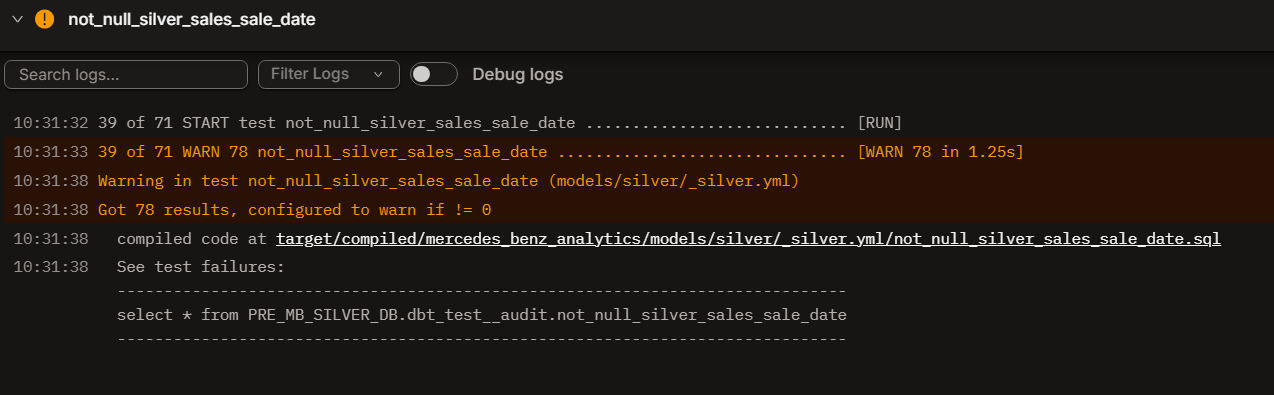 not_null_silver_sales_sale_date
Search logs...
Filter Logs
Debug logs
10:31:32 39 of 71 START test not_null_silver_sales_sale_date ............................ [RUN]
10:31:33 39 of 71 WARN 78 not_null_silver_sales_sale_date ............................... [WARN 78 in 1.25s]
10:31:38 Warning in test not_null_silver_sales_sale_date (models/silver/_silver.yml)
10:31:38 Got 78 results, configured to warn if != 0
10:31:38 compiled code at target/compiled/mercedes_benz_analytics/models/silver/_silver.yml/not_null_silver_sales_sale_date.sql
10:31:38 See test failures:
------------------------------------------------------------------------------
select * from PRE_MB_SILVER_DB.dbt_test__audit.not_null_silver_sales_sale_date
------------------------------------------------------------------------------